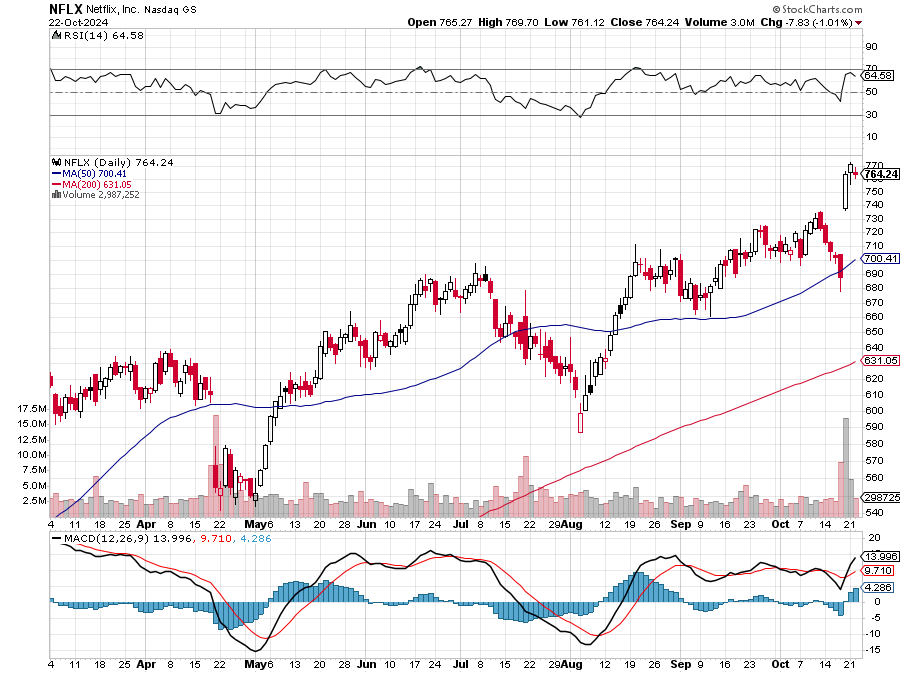 NFLX Netflix, Inc. Nasdaq GS © StockCharts.com
22-Oct-2024 Open 765.27 High 769.70 Low 761.12 Close 764.24 Volume 3.0M Chg -7.83 (-1.01%)
RSI(14) 64.58
90
70
64.58
50
30
10
NFLX (Daily) 764.24
MA(50) 700.41
MA(200) 631.05
Volume 2,987,252
770
764.24
750
740
730
720
710
700.41
690
680
670
660
650
640
631.05
620
610
600
590
580
570
560
2987252
540
17.5M
15.0M
12.5M
10.0M
7.5M
5.0M
2.5M
4 11 18 25 Apr 8 15 22 May 6 13 20 28 Jun 10 17 24 Jul 8 15 22 29 Aug 12 19 26 Sep 9 16 23 Oct 7 14 21
MACD(12,26,9) 13.996, 9.710, 4.286
20
13.996
9.710
4.286
0
-5
-10
-15
4 11 18 25 Apr 8 15 22 May 6 13 20 28 Jun 10 17 24 Jul 8 15 22 29 Aug 12 19 26 Sep 9 16 23 Oct 7 14 21